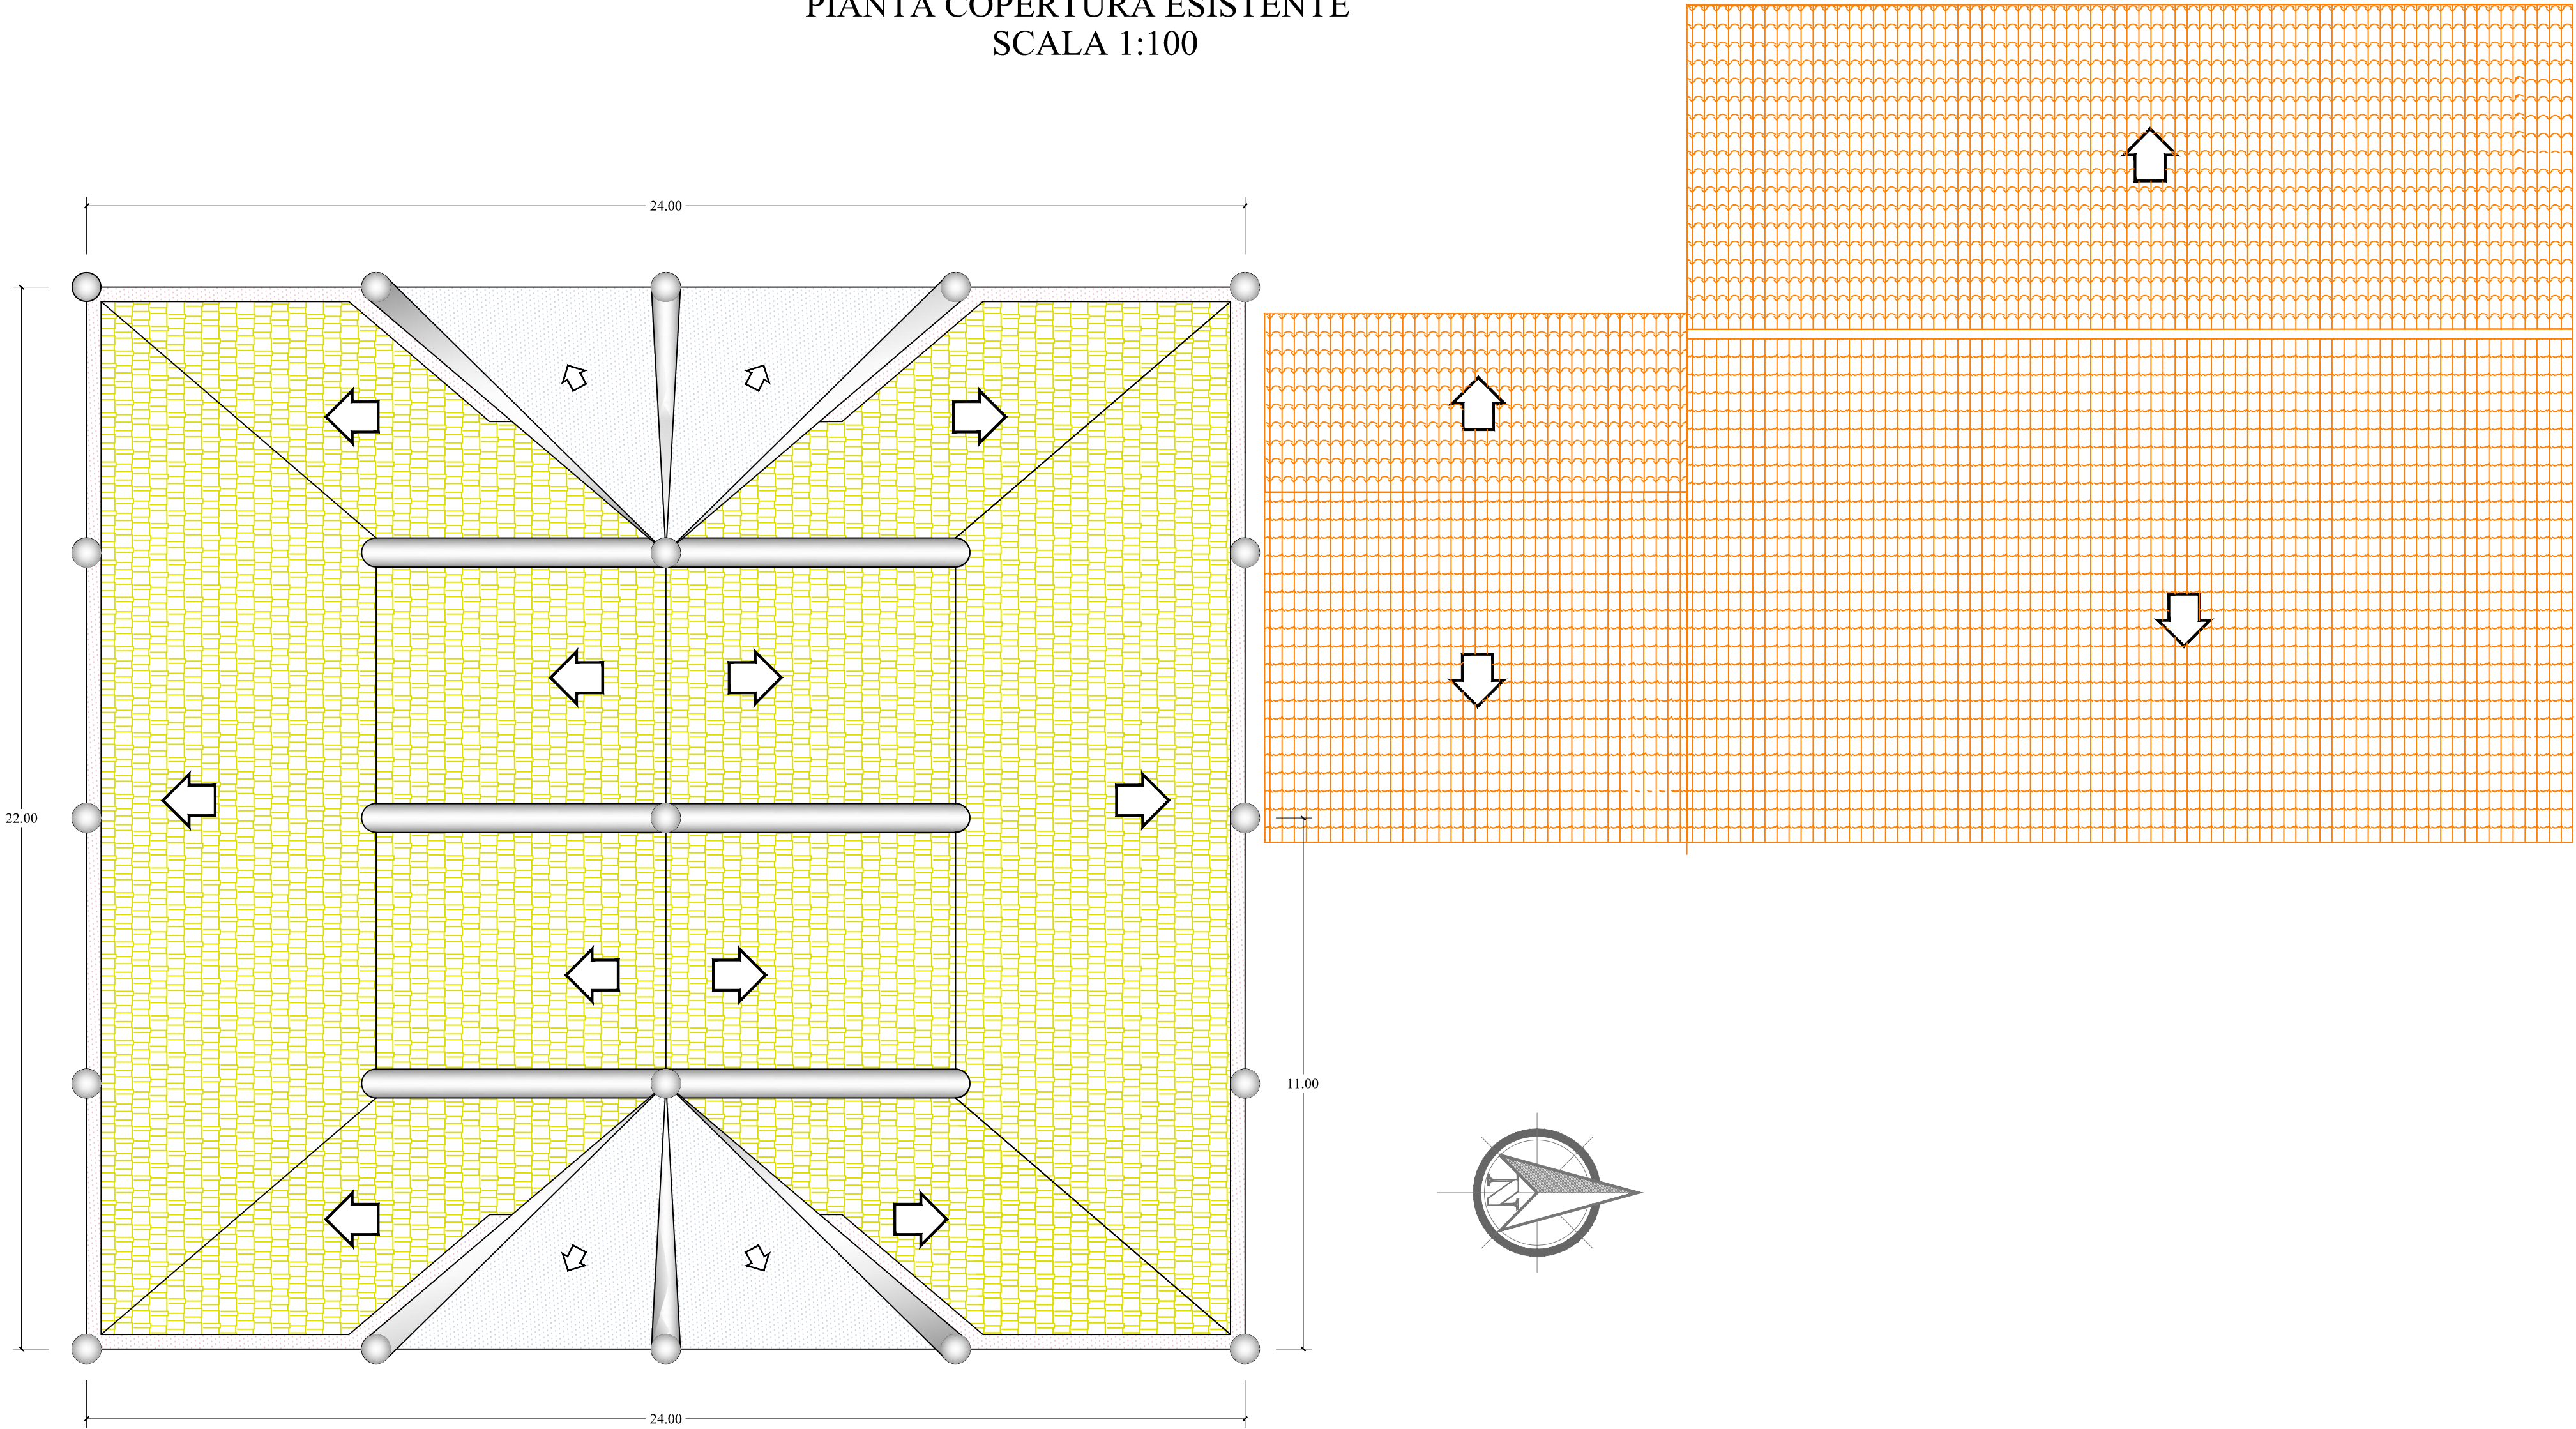 PIANTA COPERTURA ESISTENTE
SCALA 1:100
24.00
22.00
11.00
N
24.00